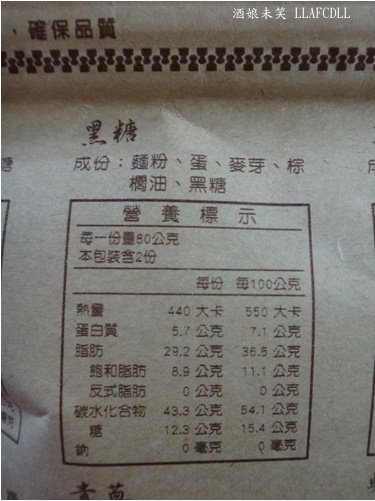 酒娘未笑 LLAFCDLL
、確保品質
黑糖
成份：麵粉、蛋、麥芽、棕
櫚油、黑糖
營養標示
每一份量80公克
本包裝含2份
每份 每100公克
熱量 440 大卡 550 大卡
蛋白質 5.7 公克 7.1 公克
脂肪 29.2 公克 36.5 公克
飽和脂肪 8.9 公克 11.1 公克
反式脂肪 0 公克 0 公克
碳水化合物 43.3 公克 54.1 公克
糖 12.3 公克 15.4 公克
鈉 0 毫克 0 毫克